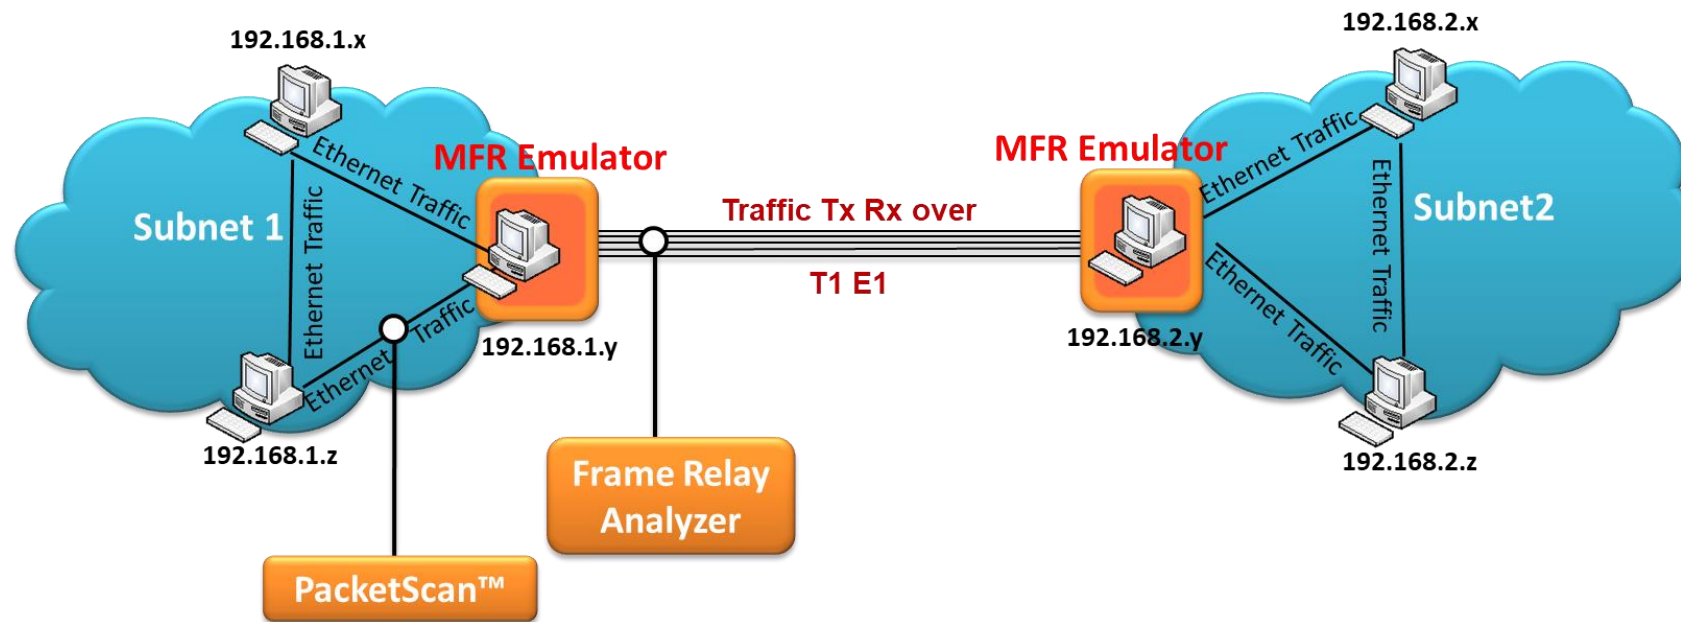 192.168.1.x
192.168.2.x
MFR Emulator
MFR Emulator
Ethernet Traffic
Ethernet Traffic
Subnet 1
Ethernet Traffic
Traffic Tx Rx over
T1 E1
Subnet2
Ethernet Traffic
Ethernet Traffic
Ethernet Traffic
192.168.1.y
192.168.2.y
192.168.1.z
192.168.2.z
Frame Relay
Analyzer
PacketScan™